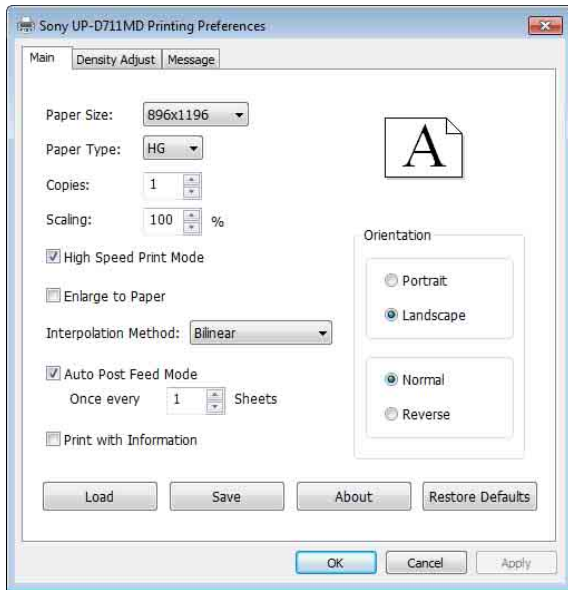 Sony UP-D711MD Printing Preferences
Main Density Adjust Message
Paper Size: 896x1196
Paper Type: HG
Copies: 1
Scaling: 100 %
High Speed Print Mode
Enlarge to Paper
Interpolation Method: Bilinear
Auto Post Feed Mode
Once every 1 Sheets
Print with Information
A
Orientation
Portrait
Landscape
Normal
Reverse
Load Save About Restore Defaults
OK Cancel Apply